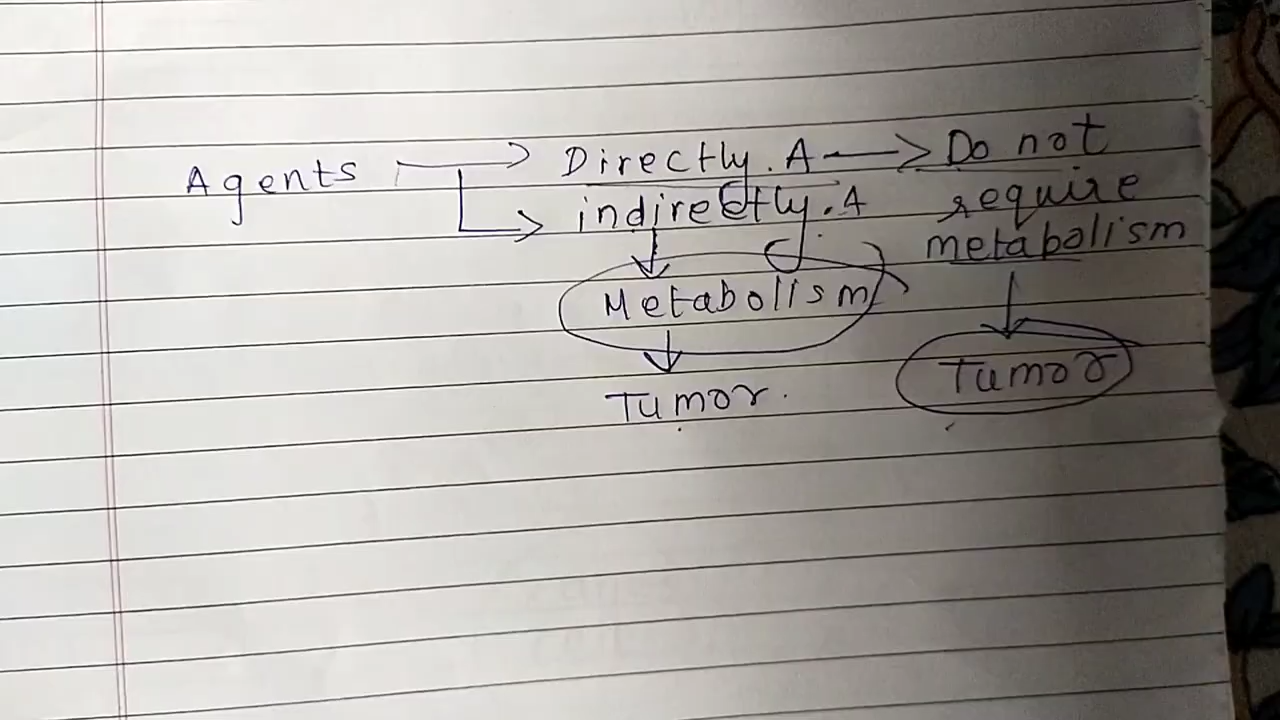 Agents → Directly.A → Do not
→ indirectly.A require
metabolism
↓ ↓
Metabolism
↓ Tumor
Tumor.